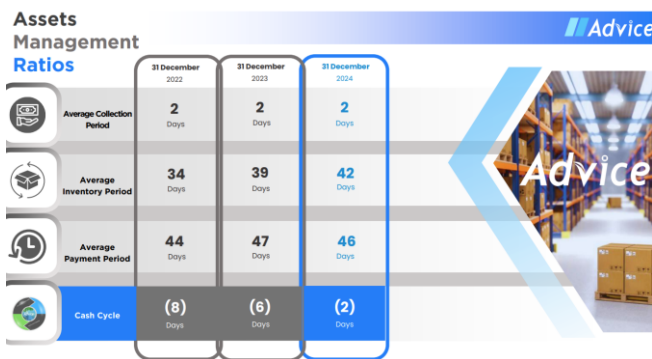 Assets
Management
Ratios
Advice
31 December
2022
31 December
2023
31 December
2024
Average Collection
Period
2
Days
2
Days
2
Days
Average
Inventory Period
34
Days
39
Days
42
Days
Average
Payment Period
44
Days
47
Days
46
Days
Cash Cycle
(8)
Days
(6)
Days
(2)
Days
Advice